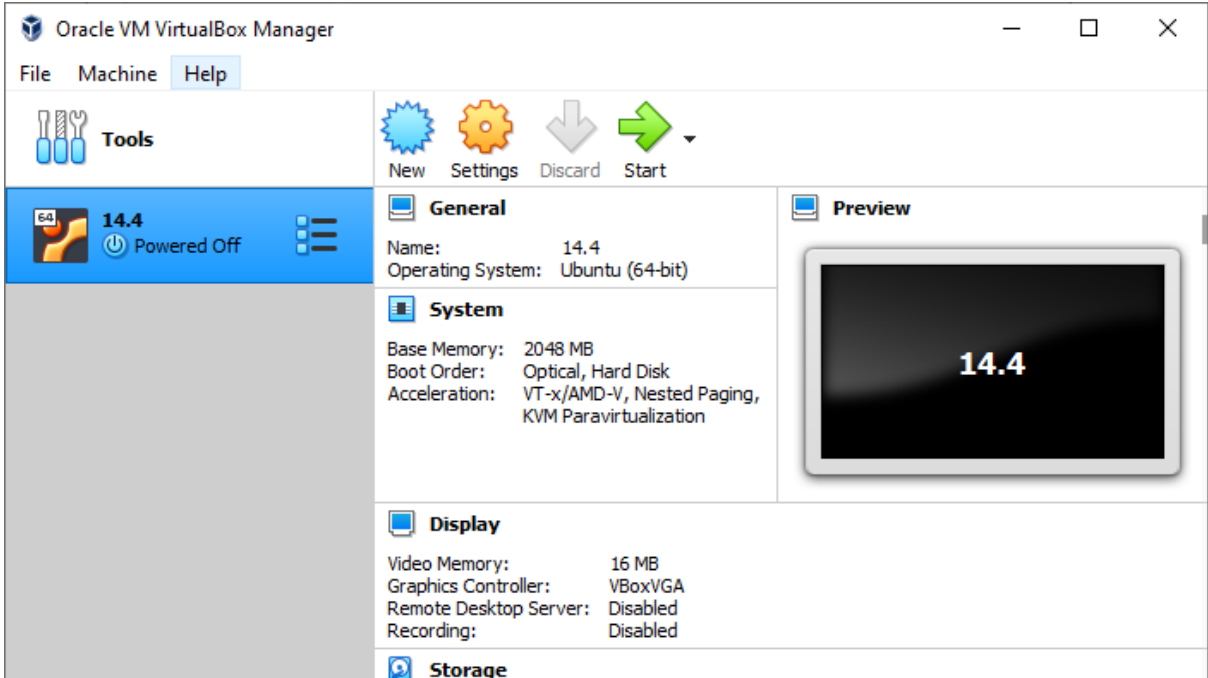 Oracle VM VirtualBox Manager
File Machine Help
Tools
New Settings Discard Start
64
14.4
Powered Off
General
Name: 14.4
Operating System: Ubuntu (64-bit)
System
Base Memory: 2048 MB
Boot Order: Optical, Hard Disk
Acceleration: VT-x/AMD-V, Nested Paging,
KVM Paravirtualization
Preview
14.4
Display
Video Memory: 16 MB
Graphics Controller: VBoxVGA
Remote Desktop Server: Disabled
Recording: Disabled
Storage